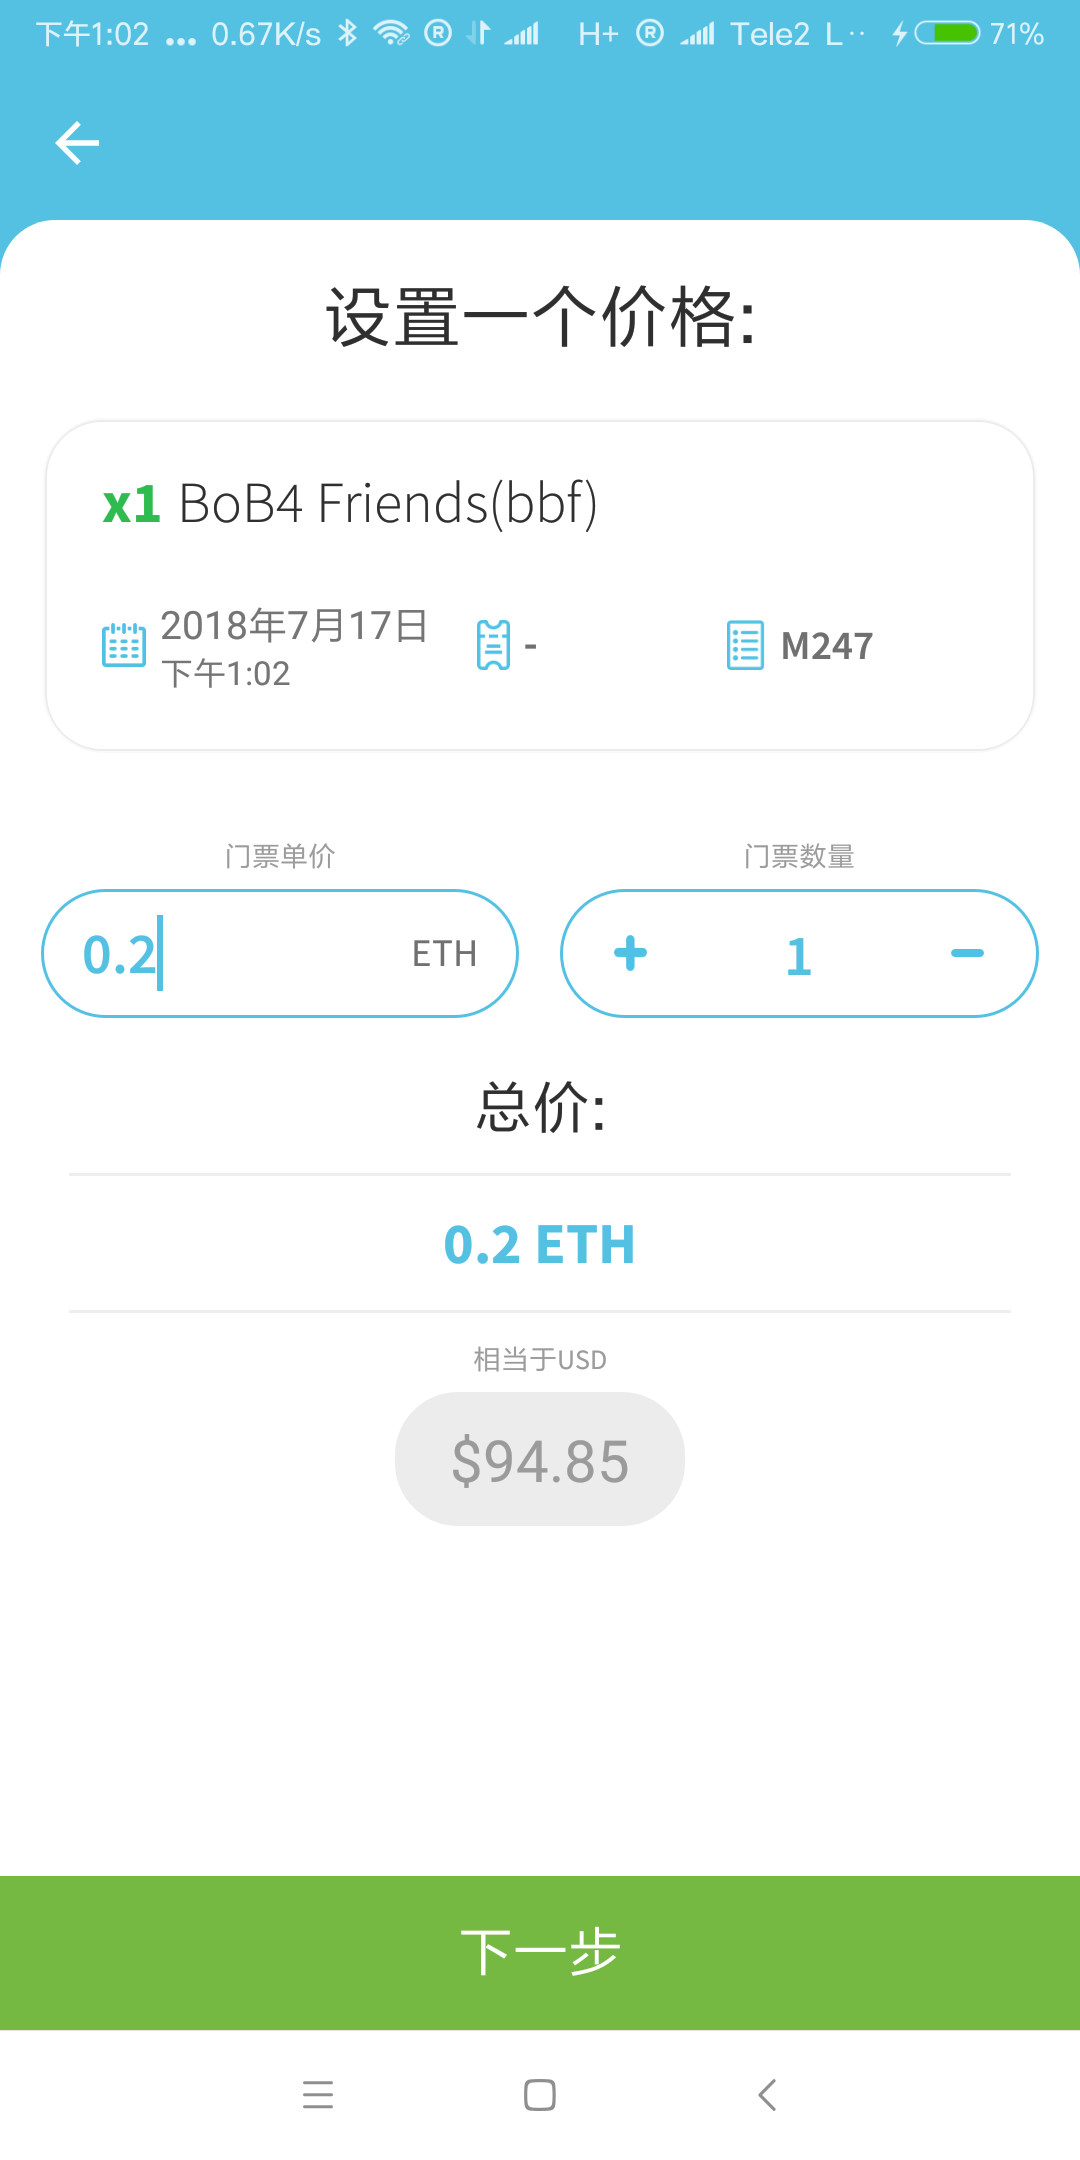 下午1:02 ... 0.67K/s H+ Tele2 L·· 71%
设置一个价格:
x1 BoB4 Friends(bbf)
2018年7月17日
下午1:02
-
M247
门票单价
门票数量
0.2 ETH
+ 1 −
总价:
0.2 ETH
相当于USD
$94.85
下一步